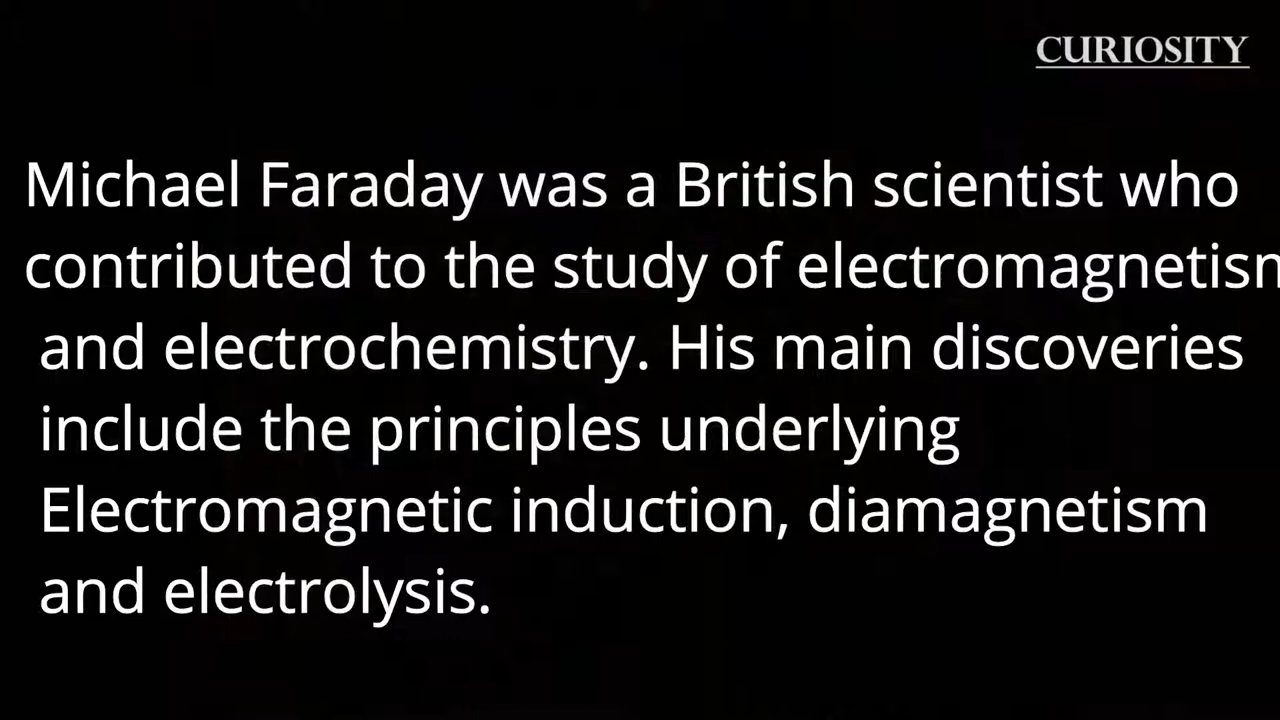 CURIOSITY
Michael Faraday was a British scientist who
contributed to the study of electromagnetism
and electrochemistry. His main discoveries
include the principles underlying
Electromagnetic induction, diamagnetism
and electrolysis.